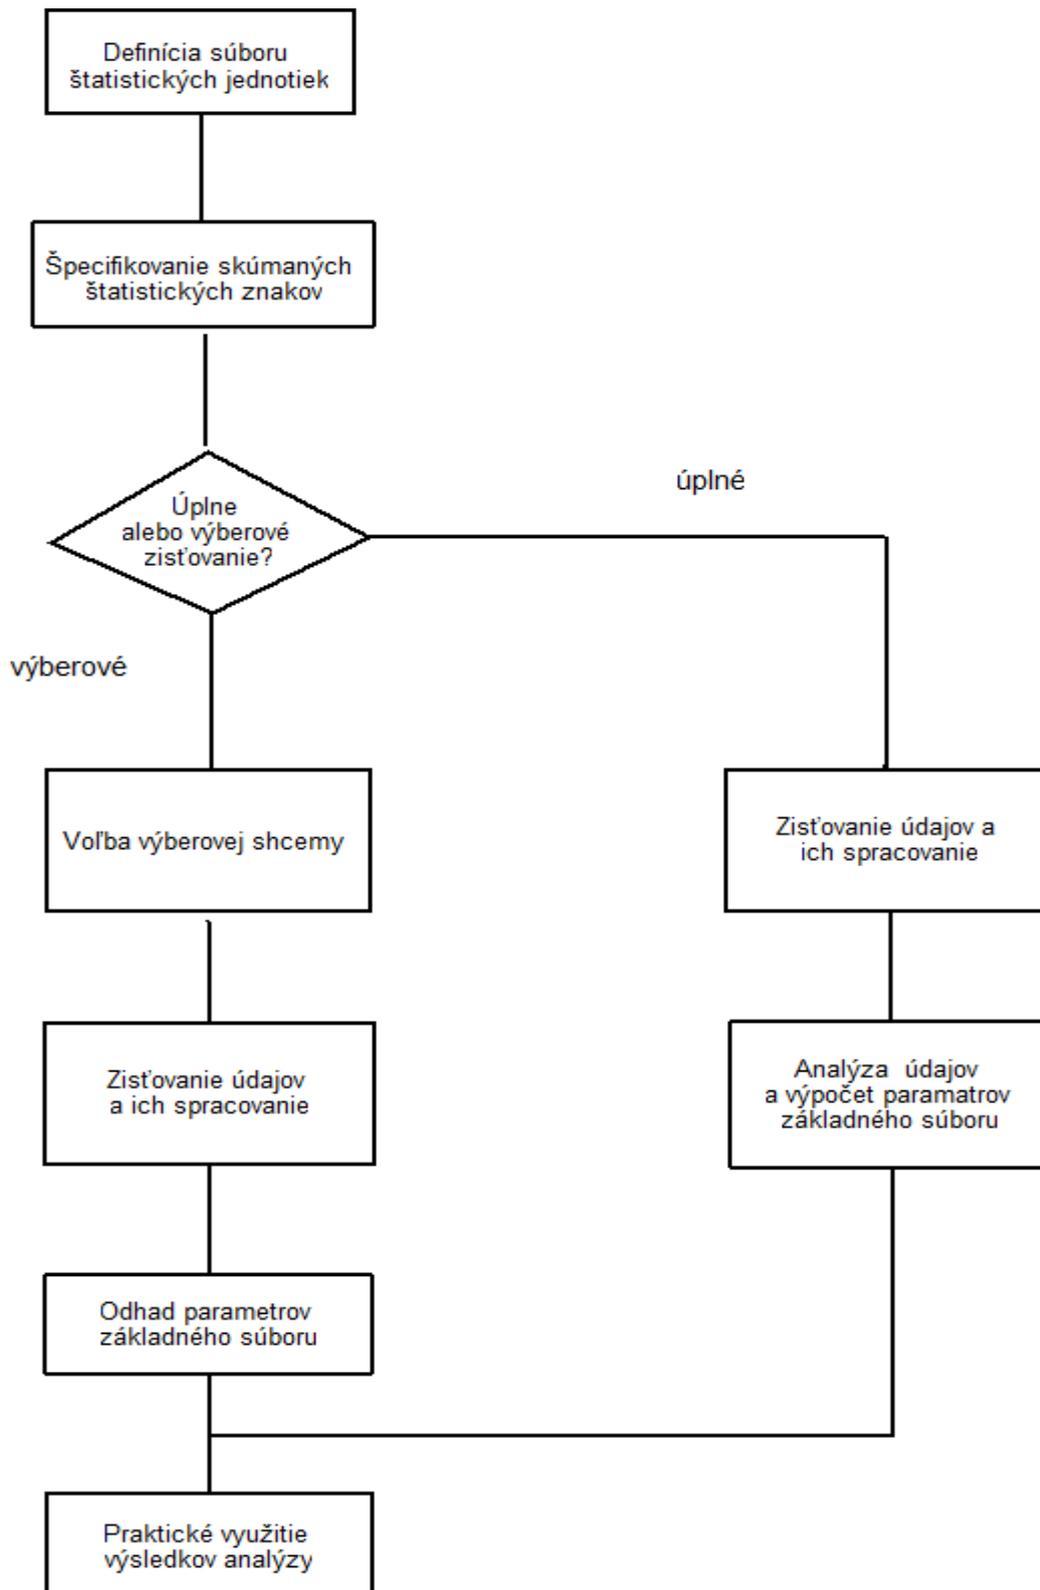 Definícia súboru
štatistických jednotiek
Špecifikovanie skúmaných
štatistických znakov
Úplne
alebo výberové
zisťovanie?
úplné
výberové
Voľba výberovej shcemy
Zisťovanie údajov a
ich spracovanie
Zisťovanie údajov
a ich spracovanie
Analýza údajov
a výpočet paramatrov
základného súboru
Odhad parametrov
základného súboru
Praktické využitie
výsledkov analýzy